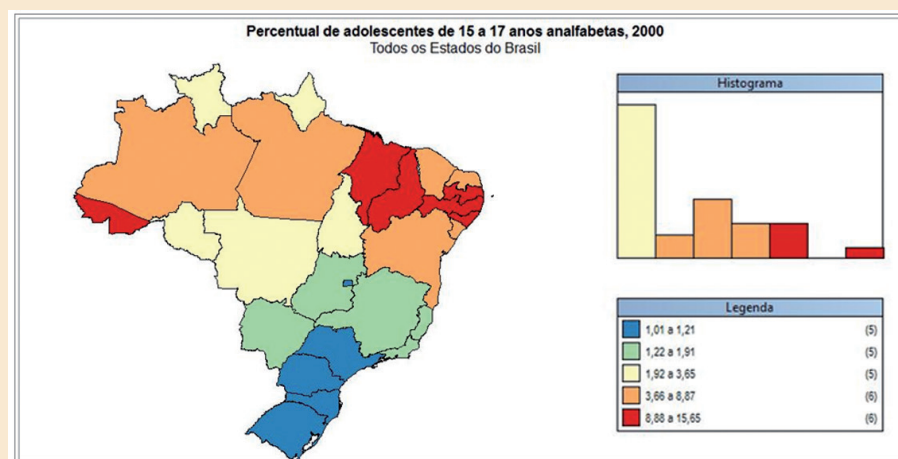 Percentual de adolescentes de 15 a 17 anos analfabetas, 2000
Todos os Estados do Brasil
Histograma
Legenda
1,01 a 1,21 (5)
1,22 a 1,91 (5)
1,92 a 3,65 (5)
3,66 a 8,87 (6)
8,88 a 15,65 (6)